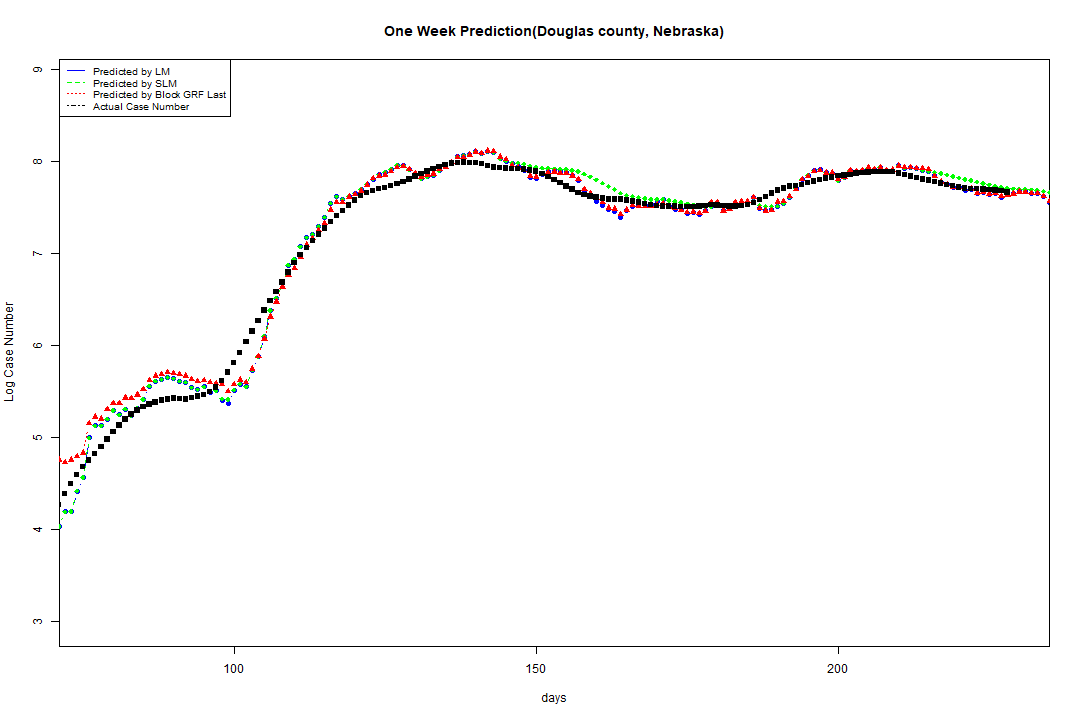 One Week Prediction(Douglas county, Nebraska)
Predicted by LM
Predicted by SLM
Predicted by Block GRF Last
Actual Case Number
9
8
7
6
5
4
3
Log Case Number
100 150 200
days